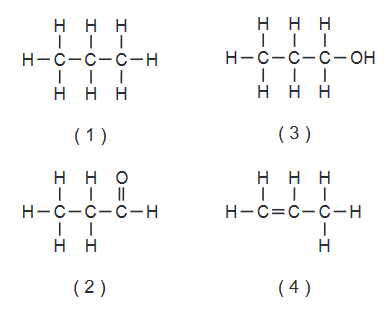 H H H
H–C–C–C–H
H H H
( 1 )
H H H
H–C–C–C–OH
H H H
( 3 )
H H O
H–C–C–C–H
H H
( 2 )
H H H
H–C=C–C–H
H
( 4 )